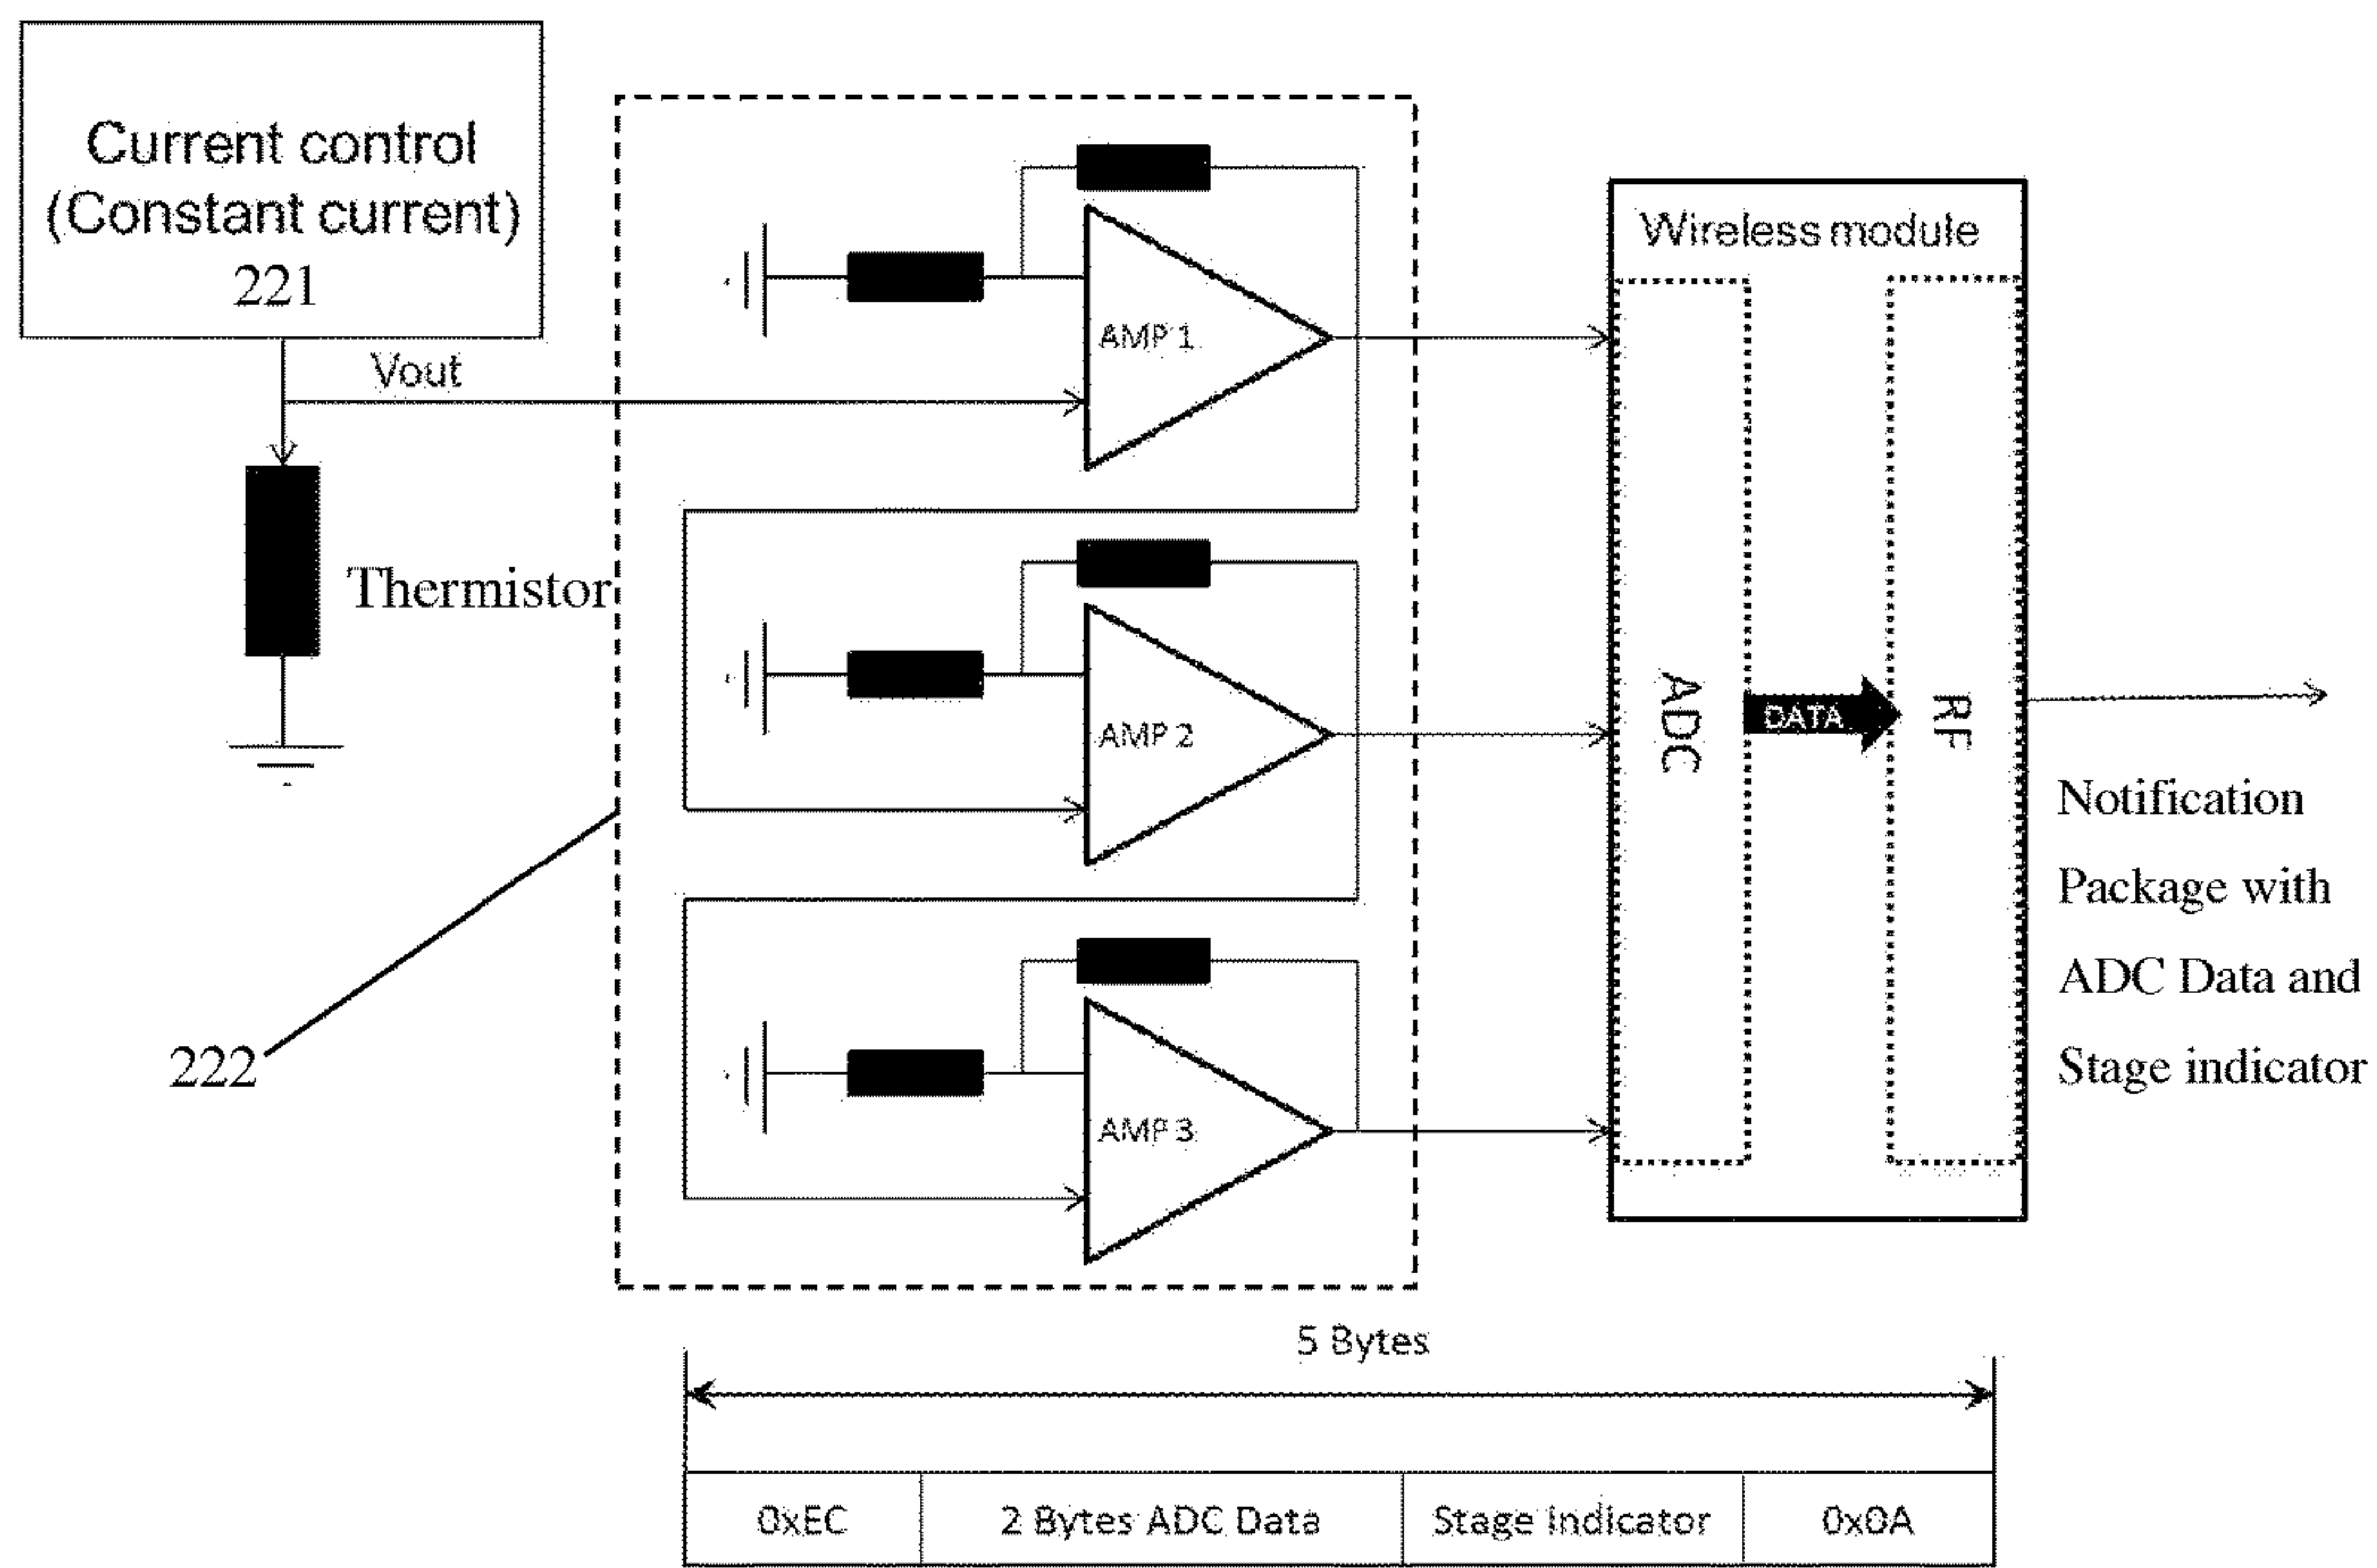 Current control
(Constant current)
221
Vout
Thermistor
222
AMP 1
AMP 2
AMP 3
Wireless module
ADC
DATA
RF
Notification
Package with
ADC Data and
Stage indicator
5 Bytes
0xEC
2 Bytes ADC Data
Stage Indicator
0x0A